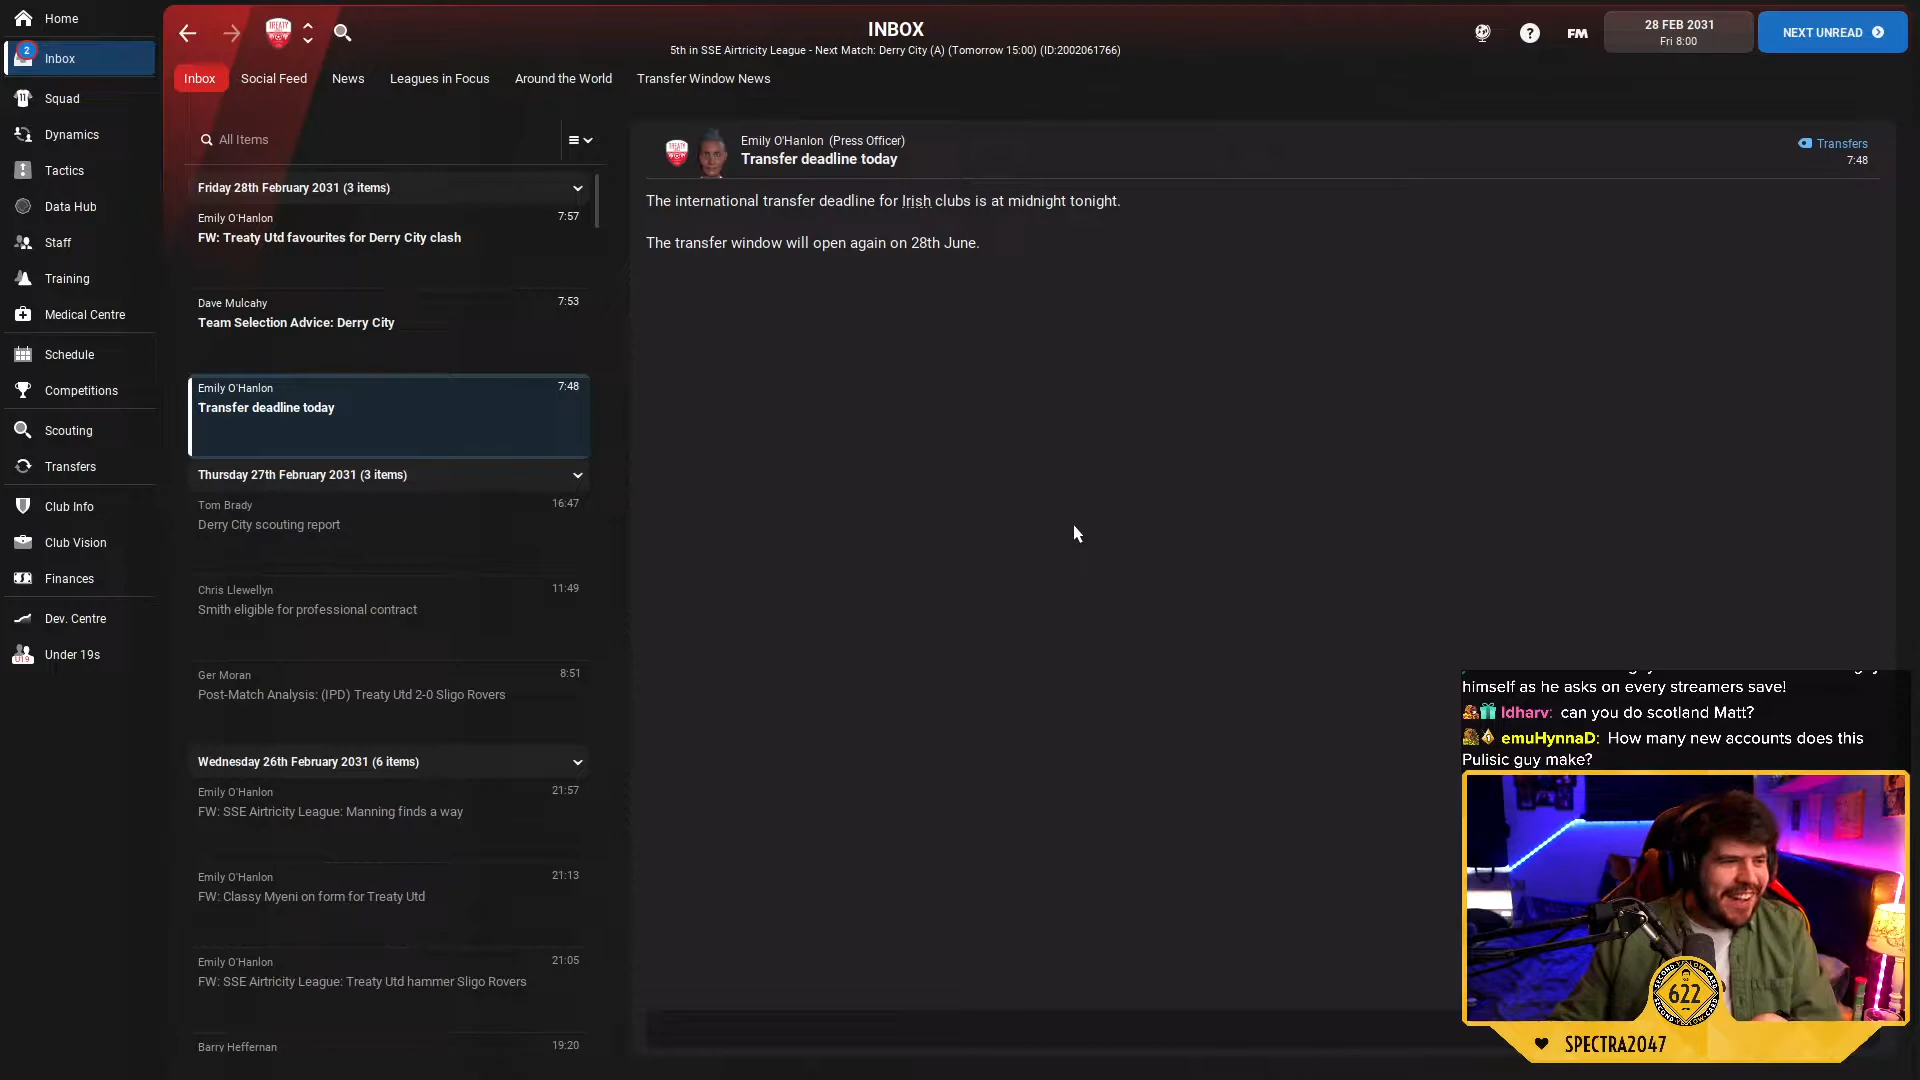 Home
2
Inbox
Squad
Dynamics
Tactics
Data Hub
Staff
Training
Medical Centre
Schedule
Competitions
Scouting
Transfers
Club Info
Club Vision
Finances
Dev. Centre
U19
Under 19s
TREATY
INBOX
5th in SSE Airtricity League - Next Match: Derry City (A) (Tomorrow 15:00) (ID:2002061766)
?
FM
28 FEB 2031
Fri 8:00
NEXT UNREAD
Inbox Social Feed News Leagues in Focus Around the World Transfer Window News
All Items
Friday 28th February 2031 (3 items)
Emily O'Hanlon 7:57
FW: Treaty Utd favourites for Derry City clash
Dave Mulcahy 7:53
Team Selection Advice: Derry City
Emily O'Hanlon 7:48
Transfer deadline today
Thursday 27th February 2031 (3 items)
Tom Brady 16:47
Derry City scouting report
Chris Llewellyn 11:49
Smith eligible for professional contract
Ger Moran 8:51
Post-Match Analysis: (IPD) Treaty Utd 2-0 Sligo Rovers
Wednesday 26th February 2031 (6 items)
Emily O'Hanlon 21:57
FW: SSE Airtricity League: Manning finds a way
Emily O'Hanlon 21:13
FW: Classy Myeni on form for Treaty Utd
Emily O'Hanlon 21:05
FW: SSE Airtricity League: Treaty Utd hammer Sligo Rovers
Barry Heffernan 19:20
Emily O'Hanlon (Press Officer)
Transfer deadline today
Transfers
7:48
The international transfer deadline for Irish clubs is at midnight tonight.
The transfer window will open again on 28th June.
himself as he asks on every streamers save!
ldharv: can you do scotland Matt?
emuHynnaD: How many new accounts does this
Pulisic guy make?
SECOND YELLOW CARD
622
SPECTRA2047